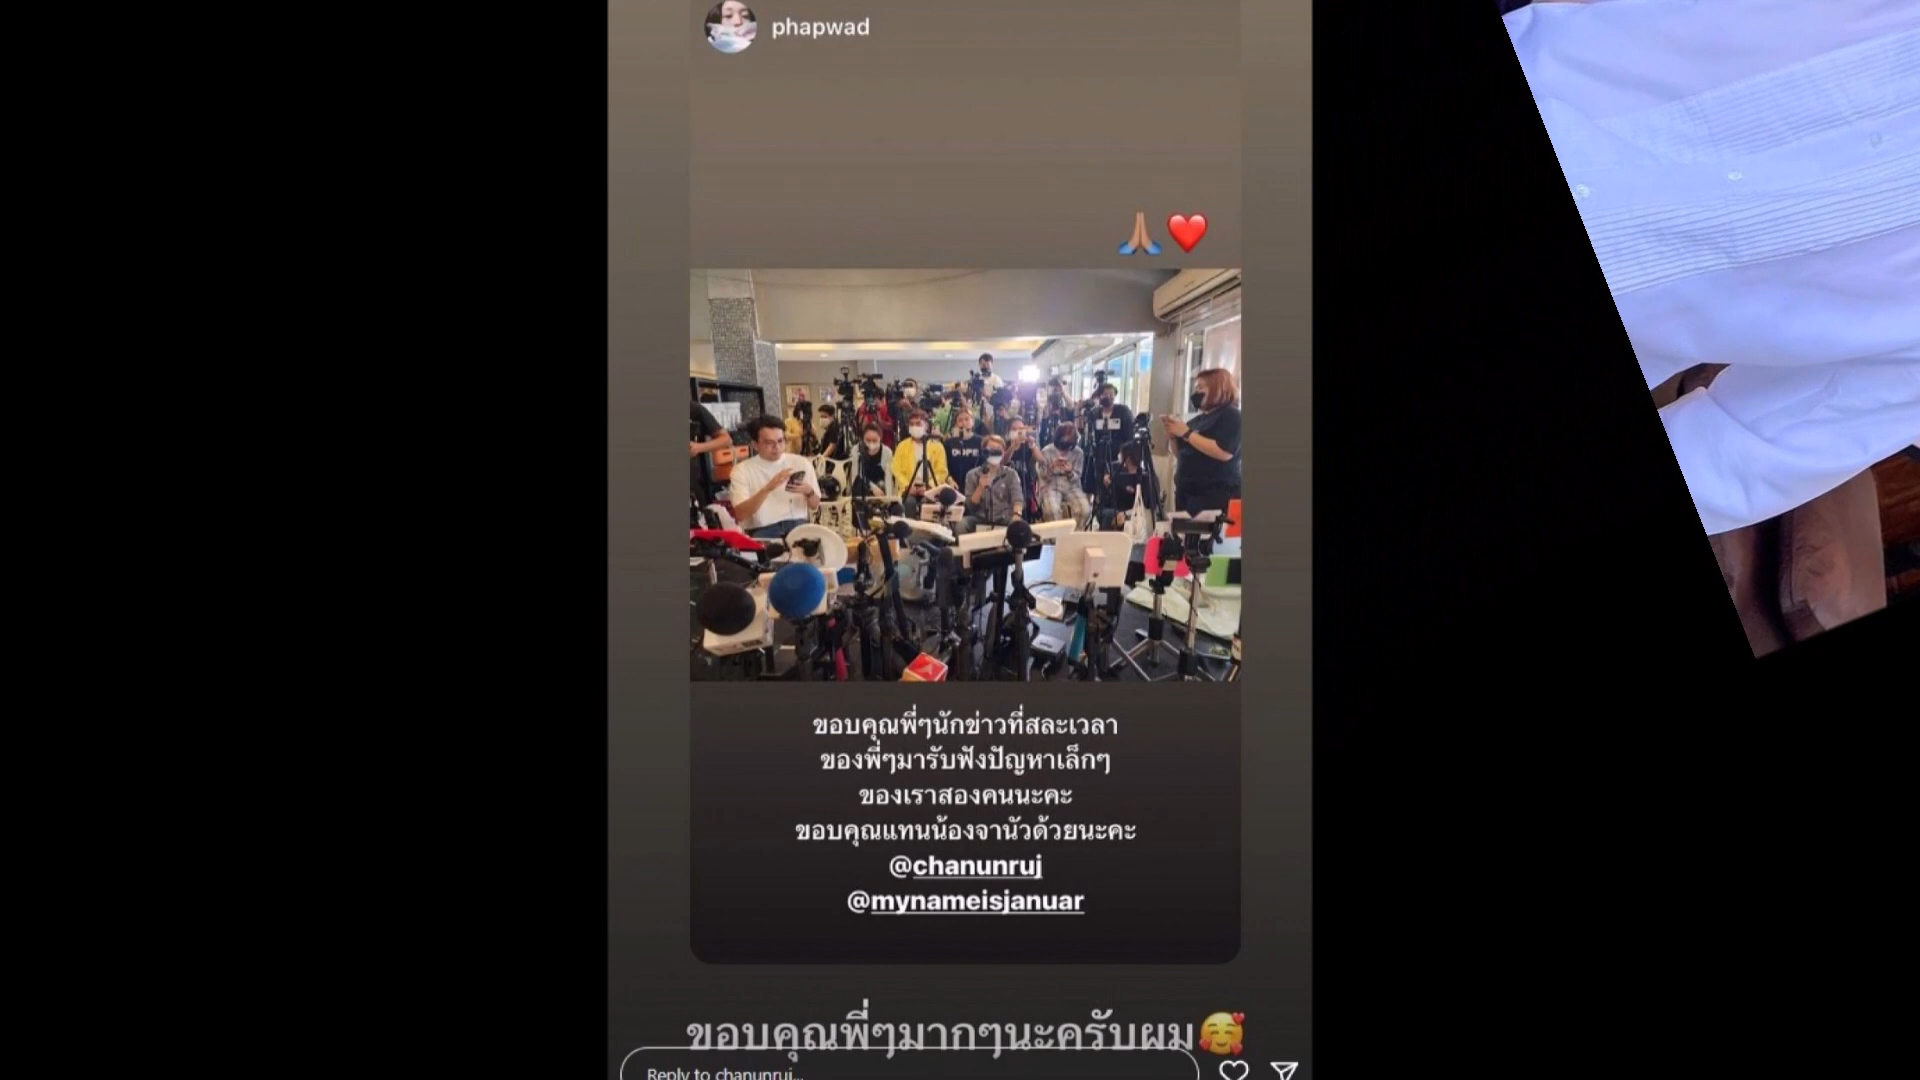 phapwad
🙏🏽❤️
DOPE
ขอบคุณพี่ๆนักข่าวที่สละเวลา
ของพี่ๆมารับฟังปัญหาเล็กๆ
ของเราสองคนนะคะ
ขอบคุณแทนน้องจานัวด้วยนะคะ
@chanunruj
@mynameisjanuar
ขอบคุณพี่ๆมากๆนะครับผม🥰
Reply to chanunruj...